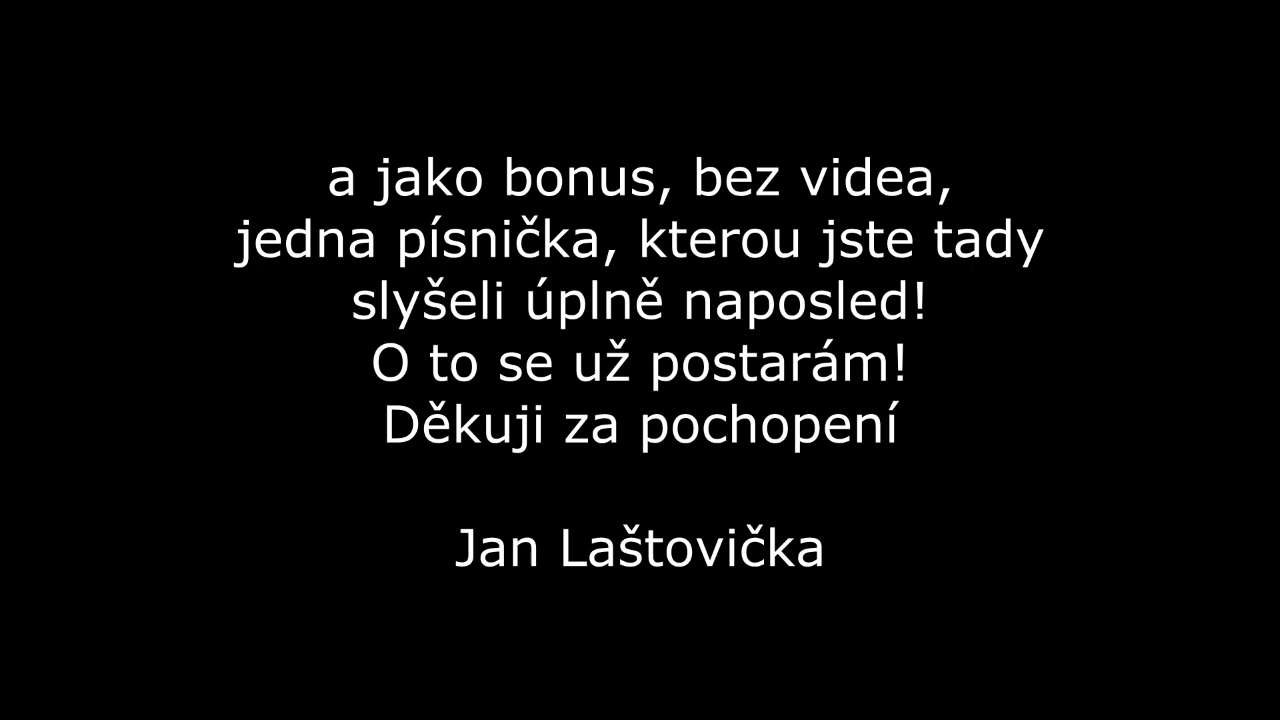 a jako bonus, bez videa,
jedna písnička, kterou jste tady
slyšeli úplně naposled!
O to se už postarám!
Děkuji za pochopení
Jan Laštovička